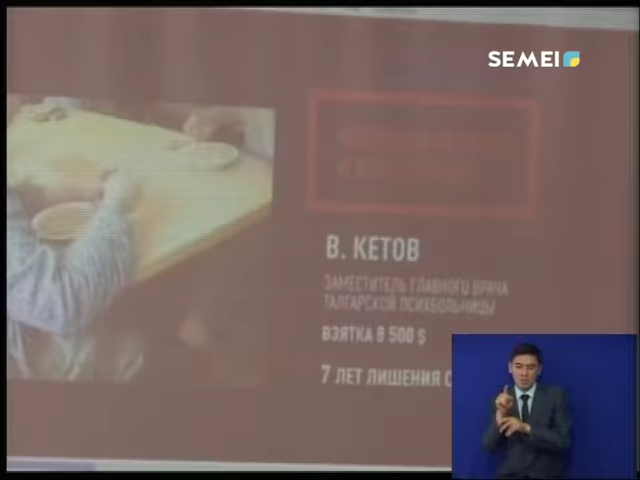 SEMEI
В. КЕТОВ
ЗАМЕСТИТЕЛЬ ГЛАВНОГО ВРАЧА
ТАЛГАРСКОЙ ПСИХБОЛЬНИЦЫ
ВЗЯТКА 8 500 $
7 ЛЕТ ЛИШЕНИЯ С